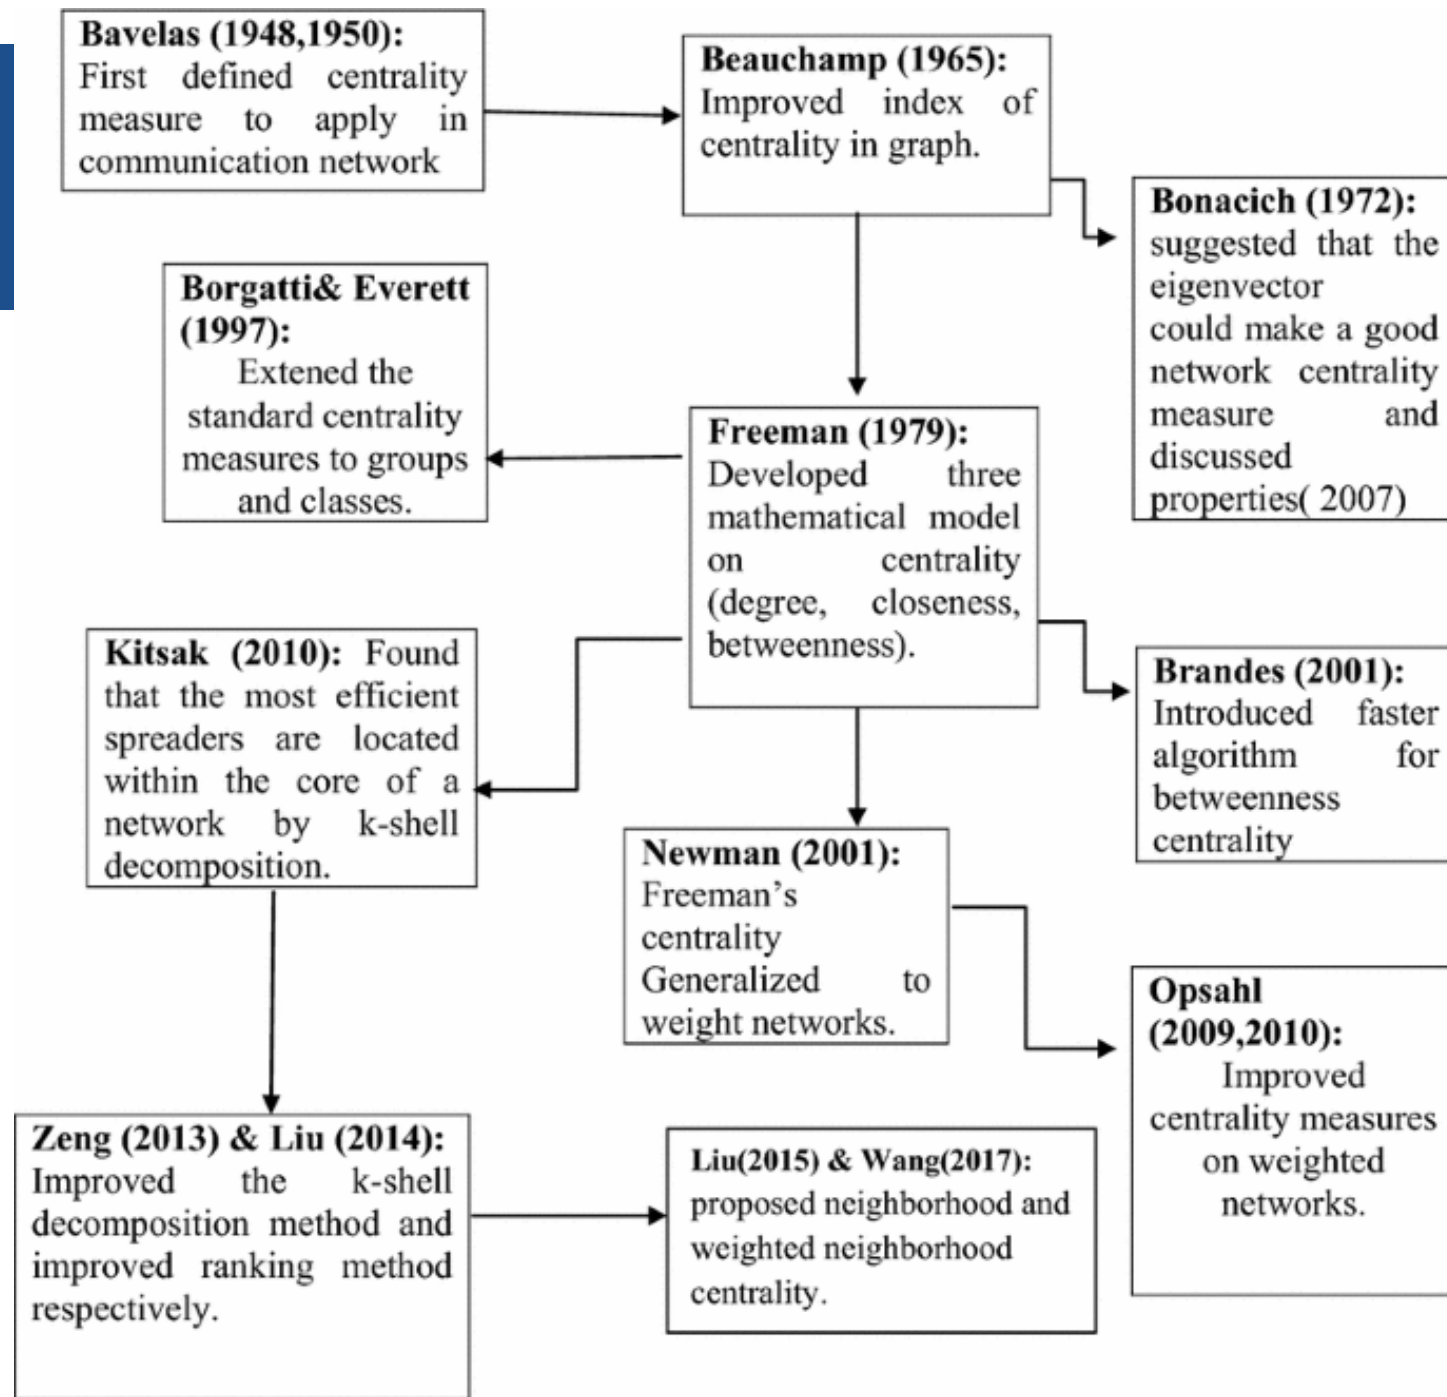 Bavelas (1948,1950):
First defined centrality
measure to apply in
communication network
Beauchamp (1965):
Improved index of
centrality in graph.
Bonacich (1972):
suggested that the
eigenvector
could make a good
network centrality
measure and
discussed
properties( 2007)
Borgatti& Everett
(1997):
Extened the
standard centrality
measures to groups
and classes.
Freeman (1979):
Developed three
mathematical model
on centrality
(degree, closeness,
betweenness).
Kitsak (2010): Found
that the most efficient
spreaders are located
within the core of a
network by k-shell
decomposition.
Brandes (2001):
Introduced faster
algorithm for
betweenness
centrality
Newman (2001):
Freeman's
centrality
Generalized to
weight networks.
Opsahl
(2009,2010):
Improved
centrality measures
on weighted
networks.
Zeng (2013) & Liu (2014):
Improved the k-shell
decomposition method and
improved ranking method
respectively.
Liu(2015) & Wang(2017):
proposed neighborhood and
weighted neighborhood
centrality.